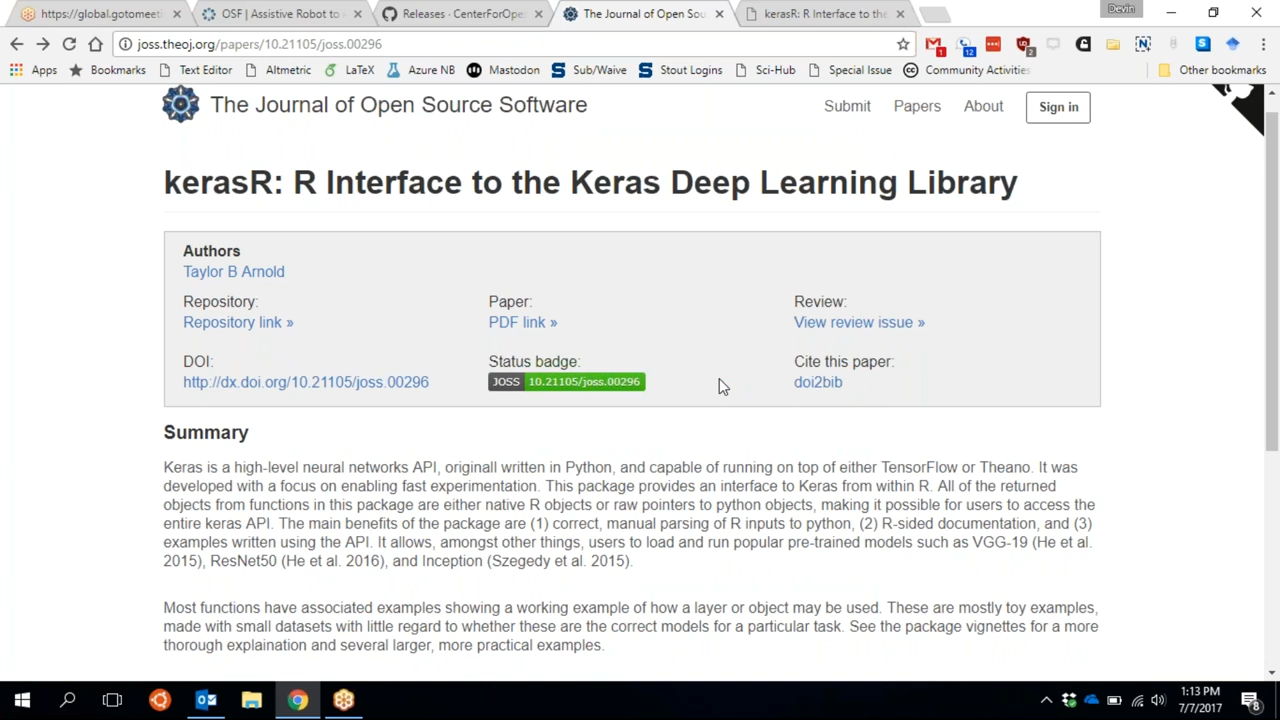 https://global.gotomeeti
OSF | Assistive Robot to
Releases · CenterForOpe
The Journal of Open Sou
kerasR: R Interface to the
Devin
joss.theoj.org/papers/10.21105/joss.00296
1
12
2
Apps
Bookmarks
Text Editor
Altmetric
LaTeX
Azure NB
Mastodon
Sub/Waive
Stout Logins
Sci-Hub
Special Issue
Community Activities
Other bookmarks
The Journal of Open Source Software
Submit
Papers
About
Sign in
kerasR: R Interface to the Keras Deep Learning Library
Authors
Taylor B Arnold
Repository:
Paper:
Review:
Repository link »
PDF link »
View review issue »
DOI:
Status badge:
Cite this paper:
http://dx.doi.org/10.21105/joss.00296
JOSS 10.21105/joss.00296
doi2bib
Summary
Keras is a high-level neural networks API, originall written in Python, and capable of running on top of either TensorFlow or Theano. It was
developed with a focus on enabling fast experimentation. This package provides an interface to Keras from within R. All of the returned
objects from functions in this package are either native R objects or raw pointers to python objects, making it possible for users to access the
entire keras API. The main benefits of the package are (1) correct, manual parsing of R inputs to python, (2) R-sided documentation, and (3)
examples written using the API. It allows, amongst other things, users to load and run popular pre-trained models such as VGG-19 (He et al.
2015), ResNet50 (He et al. 2016), and Inception (Szegedy et al. 2015).
Most functions have associated examples showing a working example of how a layer or object may be used. These are mostly toy examples,
made with small datasets with little regard to whether these are the correct models for a particular task. See the package vignettes for a more
thorough explaination and several larger, more practical examples.
1:13 PM
7/7/2017
8